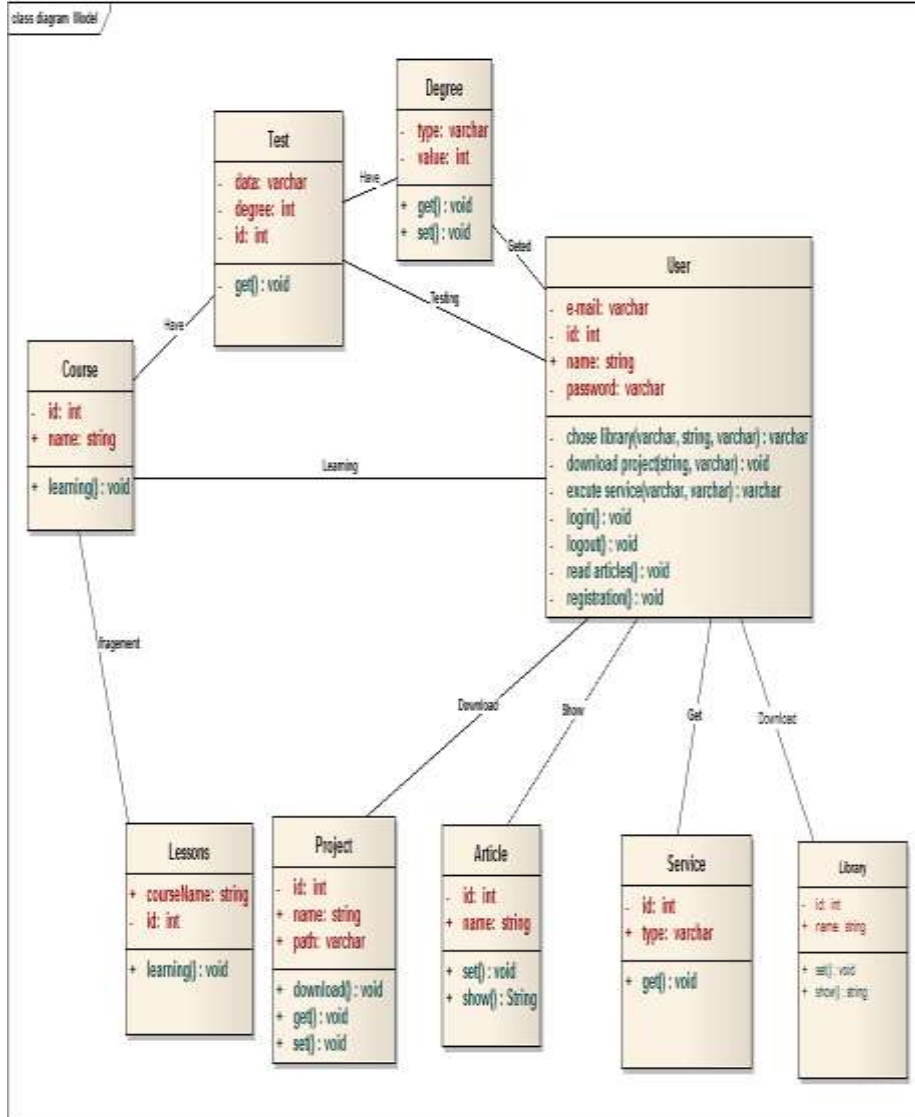 class diagram Model
Degree
- type: varchar
- value: int
+ get() : void
+ set() : void
Test
- data: varchar
- degree: int
- id: int
- get() : void
Have
Geted
User
- e-mail: varchar
- id: int
+ name: string
- password: varchar
- chose library(varchar, string, varchar) : varchar
- download project(string, varchar) : void
- excute service(varchar, varchar) : varchar
- login() : void
- logout() : void
- read articles() : void
- registration() : void
Testing
Have
Course
- id: int
+ name: string
+ learning() : void
Learning
fragement
Download
Show
Get
Download
Lessons
+ courseName: string
- id: int
+ learning() : void
Project
- id: int
+ name: string
+ path: varchar
+ download() : void
+ get() : void
+ set() : void
Article
- id: int
+ name: string
+ set() : void
+ show() : String
Service
- id: int
+ type: varchar
+ get() : void
Library
- id: int
+ name: string
+ set() : void
+ show() : string